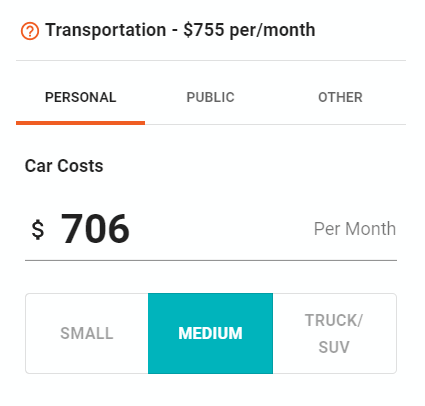 Transportation - $755 per/month
PERSONAL PUBLIC OTHER
Car Costs
$ 706 Per Month
SMALL MEDIUM TRUCK/
SUV